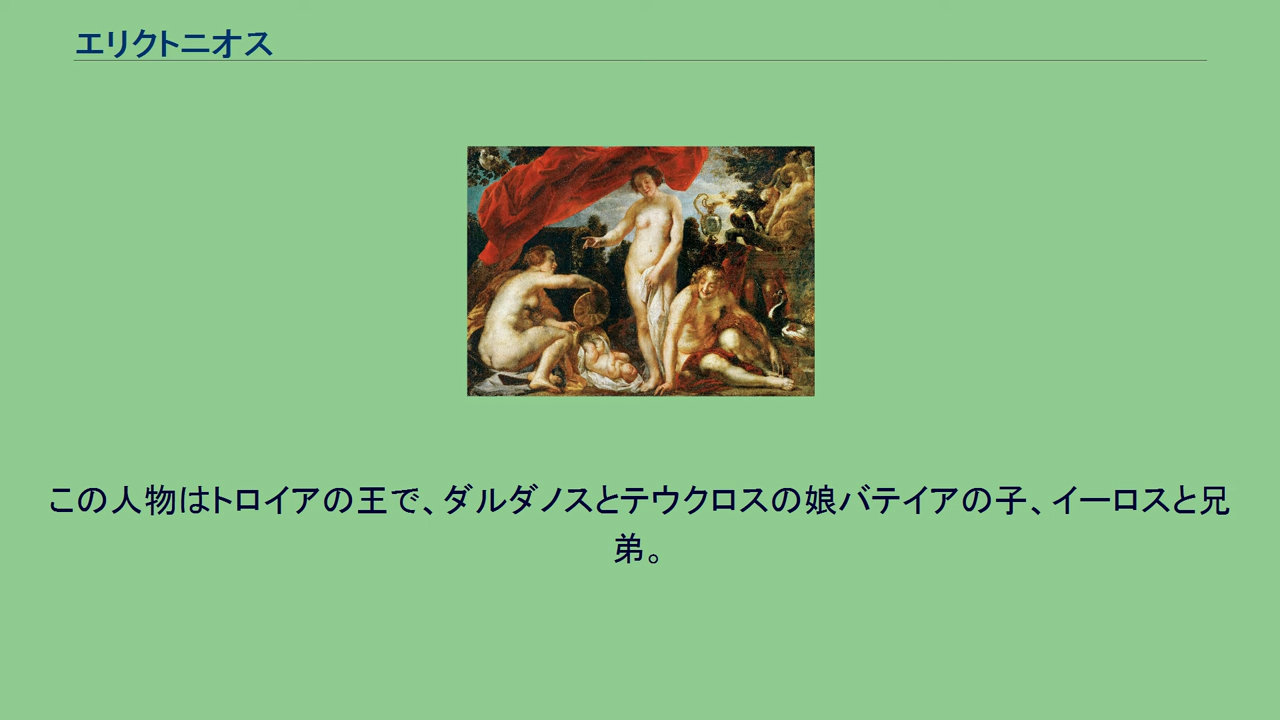 エリクトニオス
この人物はトロイアの王で、ダルダノスとテウクロスの娘バテイアの子、イーロスと兄
弟。